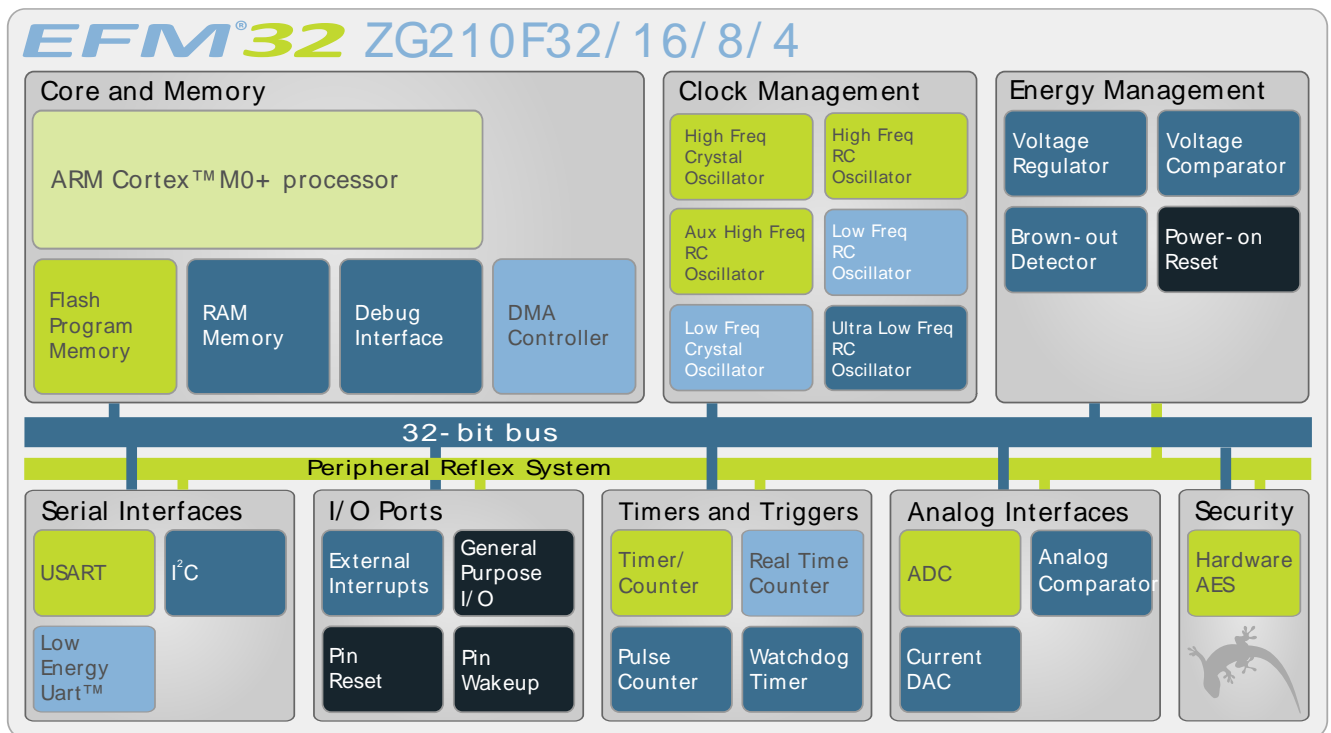 EFM®32 ZG210F32/16/8/4
Core and Memory
ARM Cortex™ M0+ processor
Flash
Program
Memory
RAM
Memory
Debug
Interface
DMA
Controller
Clock Management
High Freq
Crystal
Oscillator
High Freq
RC
Oscillator
Aux High Freq
RC
Oscillator
Low Freq
RC
Oscillator
Low Freq
Crystal
Oscillator
Ultra Low Freq
RC
Oscillator
Energy Management
Voltage
Regulator
Voltage
Comparator
Brown-out
Detector
Power-on
Reset
32-bit bus
Peripheral Reflex System
Serial Interfaces
USART
I²C
Low
Energy
Uart™
I/O Ports
External
Interrupts
General
Purpose
I/O
Pin
Reset
Pin
Wakeup
Timers and Triggers
Timer/
Counter
Real Time
Counter
Pulse
Counter
Watchdog
Timer
Analog Interfaces
ADC
Analog
Comparator
Current
DAC
Security
Hardware
AES